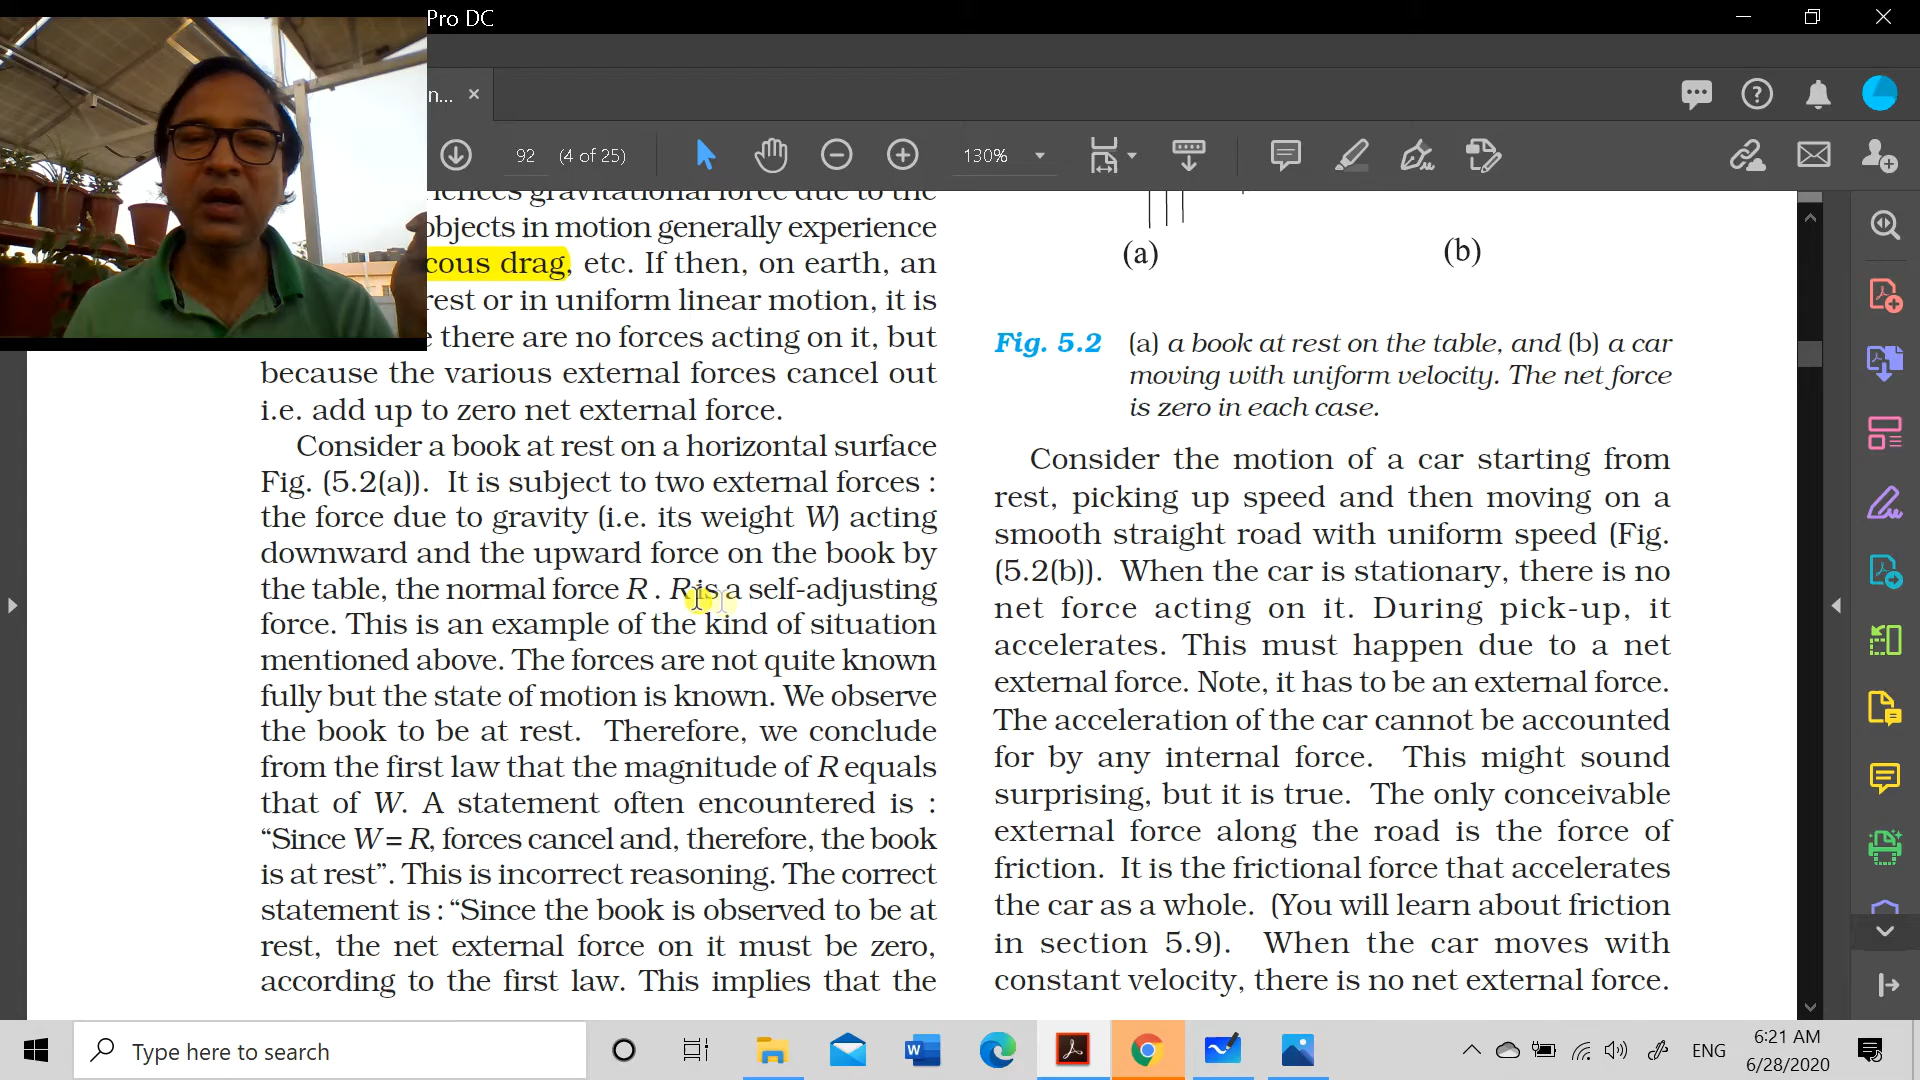 Pro DC
n...
92 (4 of 25)
130%
iences gravitational force due to the
objects in motion generally experience
cous drag, etc. If then, on earth, an
rest or in uniform linear motion, it is
e there are no forces acting on it, but
because the various external forces cancel out
i.e. add up to zero net external force.
Consider a book at rest on a horizontal surface
Fig. (5.2(a)). It is subject to two external forces :
the force due to gravity (i.e. its weight W) acting
downward and the upward force on the book by
the table, the normal force R . R is a self-adjusting
force. This is an example of the kind of situation
mentioned above. The forces are not quite known
fully but the state of motion is known. We observe
the book to be at rest. Therefore, we conclude
from the first law that the magnitude of R equals
that of W. A statement often encountered is :
“Since W = R, forces cancel and, therefore, the book
is at rest”. This is incorrect reasoning. The correct
statement is : “Since the book is observed to be at
rest, the net external force on it must be zero,
according to the first law. This implies that the
(a) (b)
Fig. 5.2 (a) a book at rest on the table, and (b) a car
moving with uniform velocity. The net force
is zero in each case.
Consider the motion of a car starting from
rest, picking up speed and then moving on a
smooth straight road with uniform speed (Fig.
(5.2(b)). When the car is stationary, there is no
net force acting on it. During pick-up, it
accelerates. This must happen due to a net
external force. Note, it has to be an external force.
The acceleration of the car cannot be accounted
for by any internal force. This might sound
surprising, but it is true. The only conceivable
external force along the road is the force of
friction. It is the frictional force that accelerates
the car as a whole. (You will learn about friction
in section 5.9). When the car moves with
constant velocity, there is no net external force.
Type here to search
ENG
6:21 AM
6/28/2020